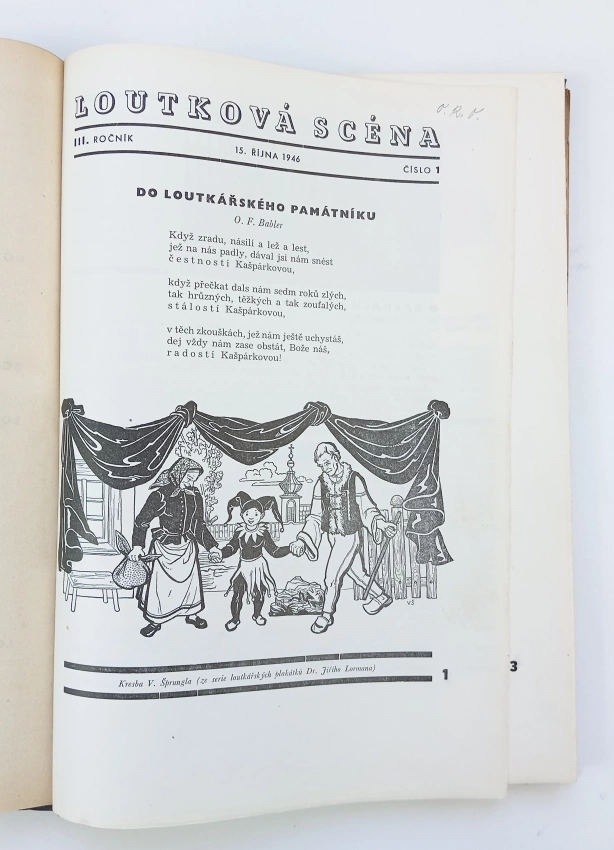 V. R. V.
LOUTKOVÁ SCÉNA
III. ROČNÍK
15. ŘÍJNA 1946
ČÍSLO 1
DO LOUTKÁŘSKÉHO PAMÁTNÍKU
O. F. Babler
Když zradu, násilí a lež a lest,
jež na nás padly, dával jsi nám snést
čestností Kašpárkovou,
když přečkat dals nám sedm roků zlých,
tak hrůzných, těžkých a tak zoufalých,
stálostí Kašpárkovou,
v těch zkouškách, jež nám ještě uchystáš,
dej vždy nám zase obstát, Bože náš,
radostí Kašpárkovou!
VŠ
Kresba V. Šprungla (ze serie loutkářských plakátků Dr. Jiřího Lormana)
1
3